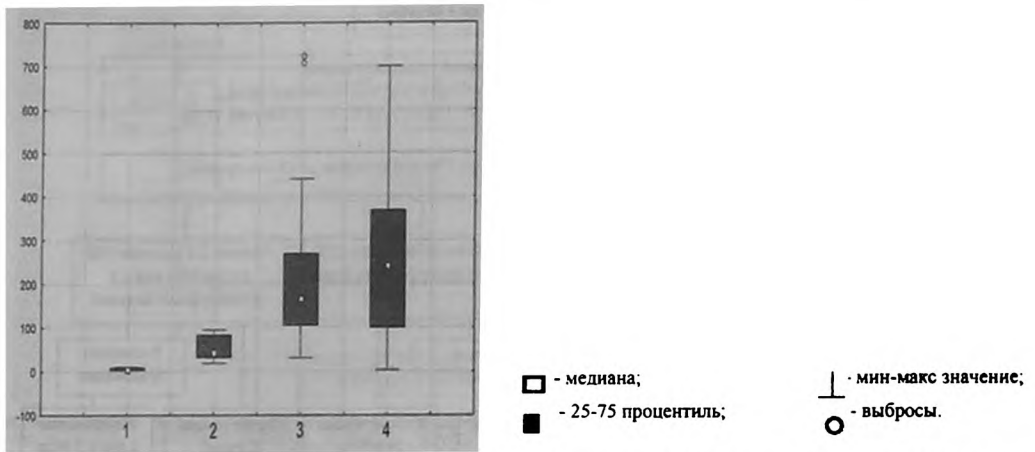 800
700
600
500
400
300
200
100
0
-100
1 2 3 4
- медиана;
- 25-75 процентиль;
- мин-макс значение;
- выбросы.